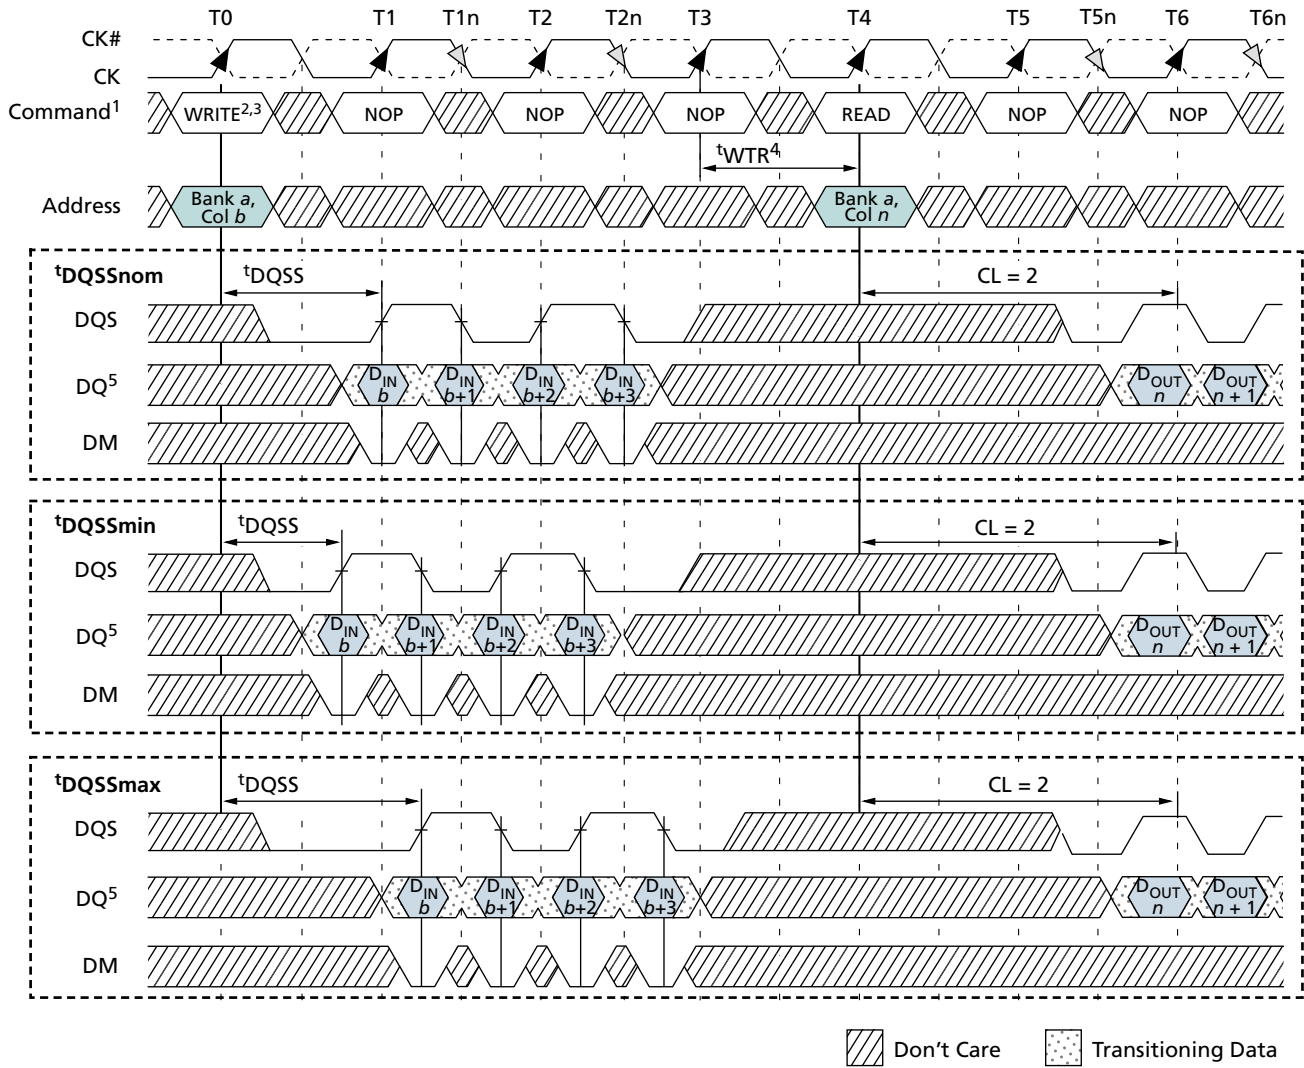 T0 T1 T1n T2 T2n T3 T4 T5 T5n T6 T6n
CK#
CK
Command1 WRITE2,3 NOP NOP NOP READ NOP NOP
tWTR4
Address Bank a, Col b Bank a, Col n
tDQSSnom tDQSS CL = 2
DQS
DQ5 DIN b DIN b+1 DIN b+2 DIN b+3 DOUT n DOUT n + 1
DM
tDQSSmin tDQSS CL = 2
DQS
DQ5 DIN b DIN b+1 DIN b+2 DIN b+3 DOUT n DOUT n + 1
DM
tDQSSmax tDQSS CL = 2
DQS
DQ5 DIN b DIN b+1 DIN b+2 DIN b+3 DOUT n DOUT n + 1
DM
Don't Care Transitioning Data